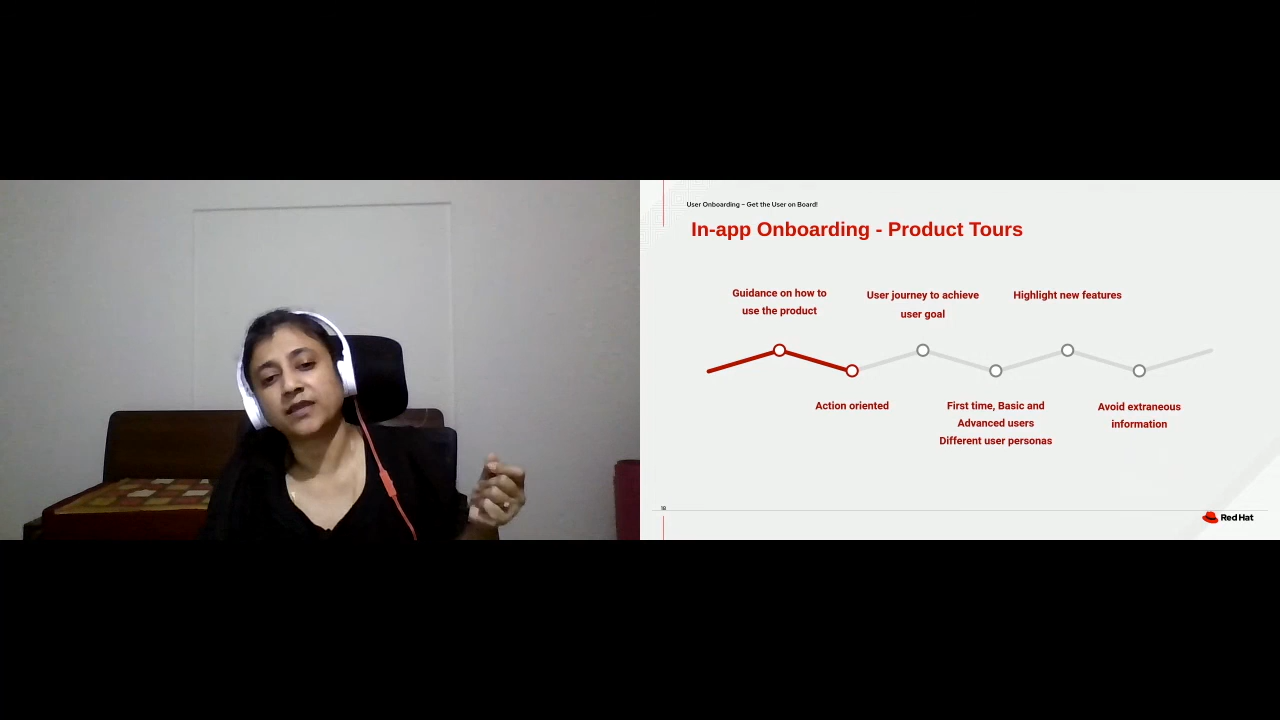 User Onboarding – Get the User on Board!
In-app Onboarding - Product Tours
Guidance on how to
use the product
User journey to achieve
user goal
Highlight new features
Action oriented
First time, Basic and
Advanced users
Different user personas
Avoid extraneous
information
18
Red Hat